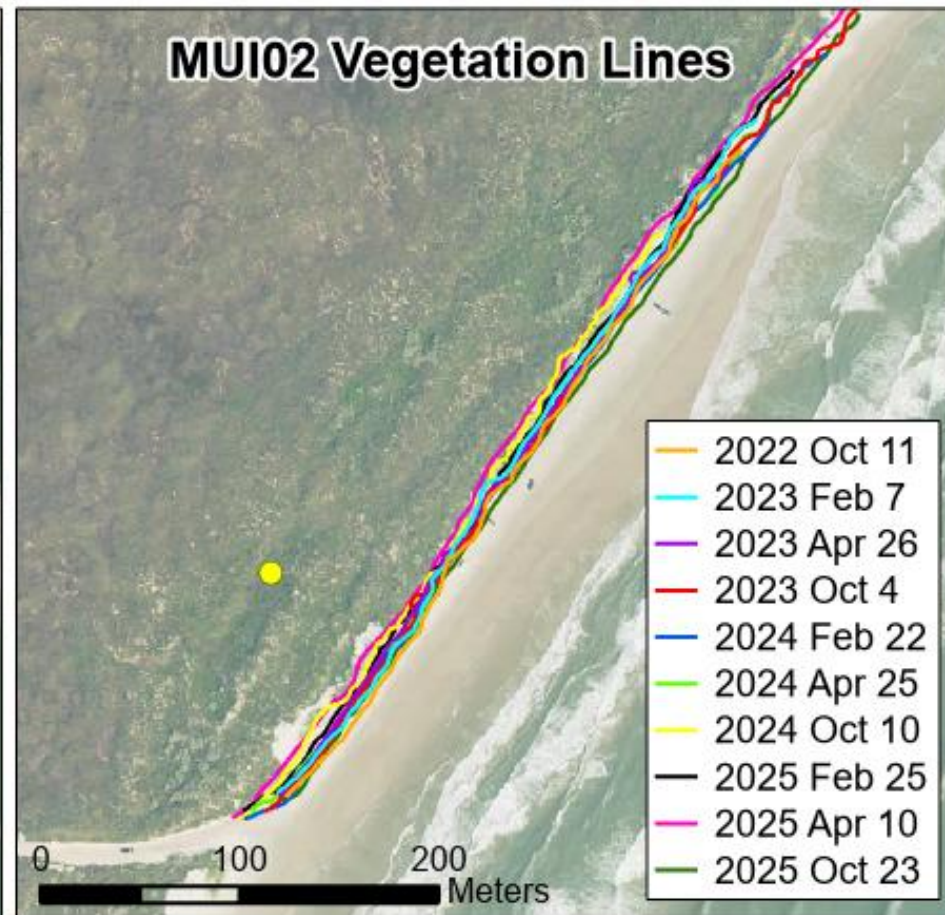 MUI02 Vegetation Lines
2022 Oct 11
2023 Feb 7
2023 Apr 26
2023 Oct 4
2024 Feb 22
2024 Apr 25
2024 Oct 10
2025 Feb 25
2025 Apr 10
2025 Oct 23
0 100 200
Meters